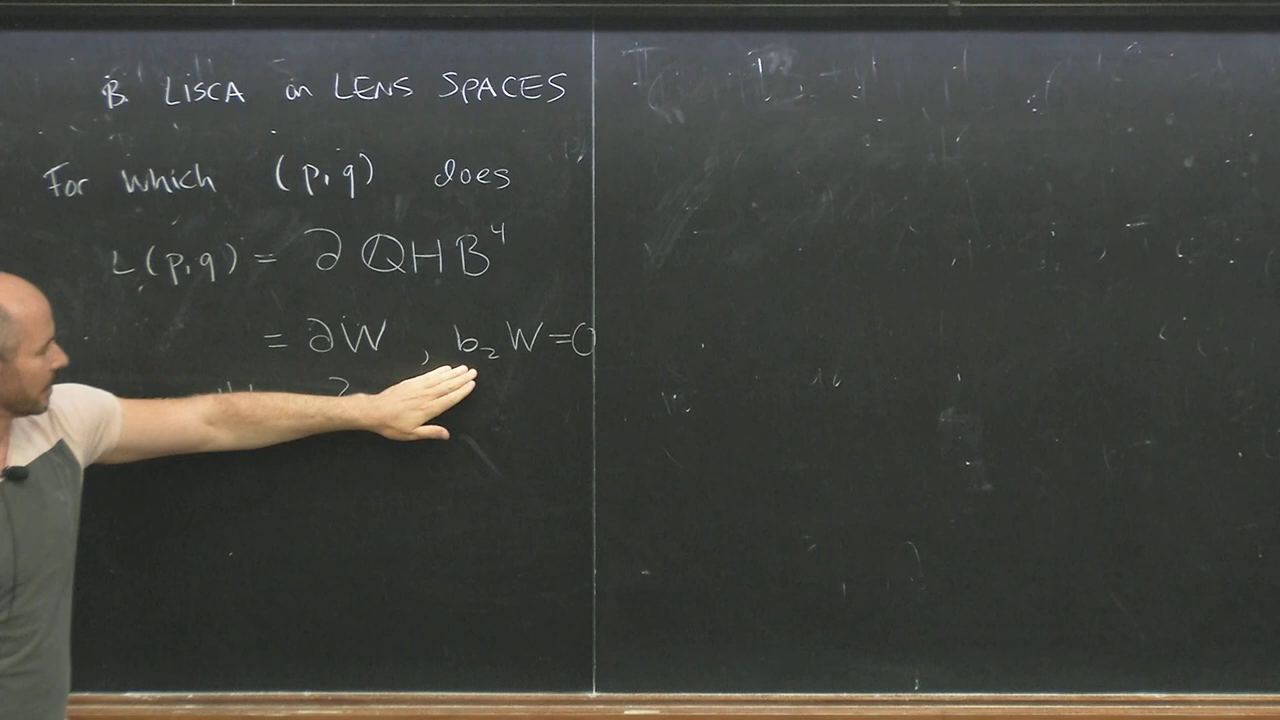 B. LISCA on LENS SPACES
For which (p,q) does
L(p,q) = ∂QHB⁴
= ∂W , b₂W=0